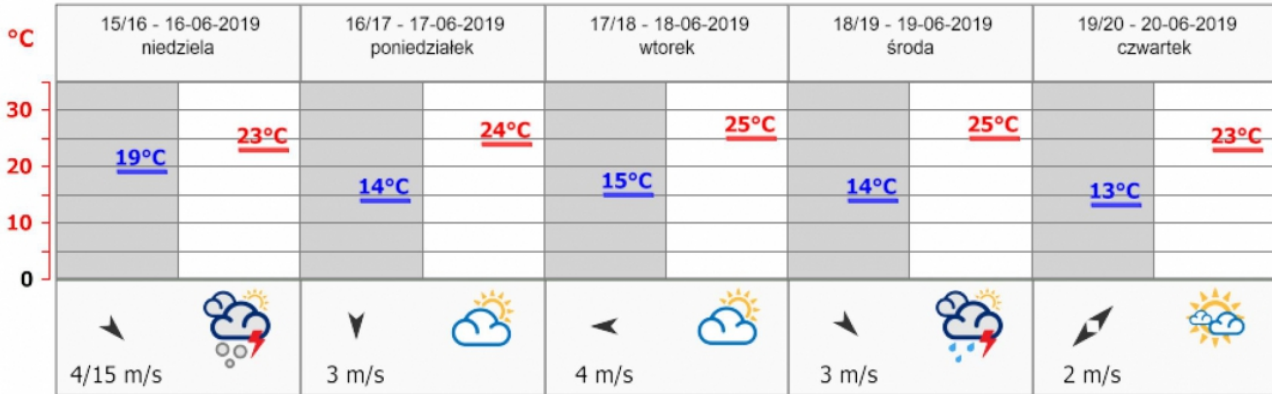 °C
15/16 - 16-06-2019
niedziela
16/17 - 17-06-2019
poniedziałek
17/18 - 18-06-2019
wtorek
18/19 - 19-06-2019
środa
19/20 - 20-06-2019
czwartek
30
20
10
0
19°C
23°C
14°C
24°C
15°C
25°C
14°C
25°C
13°C
23°C
4/15 m/s
3 m/s
4 m/s
3 m/s
2 m/s